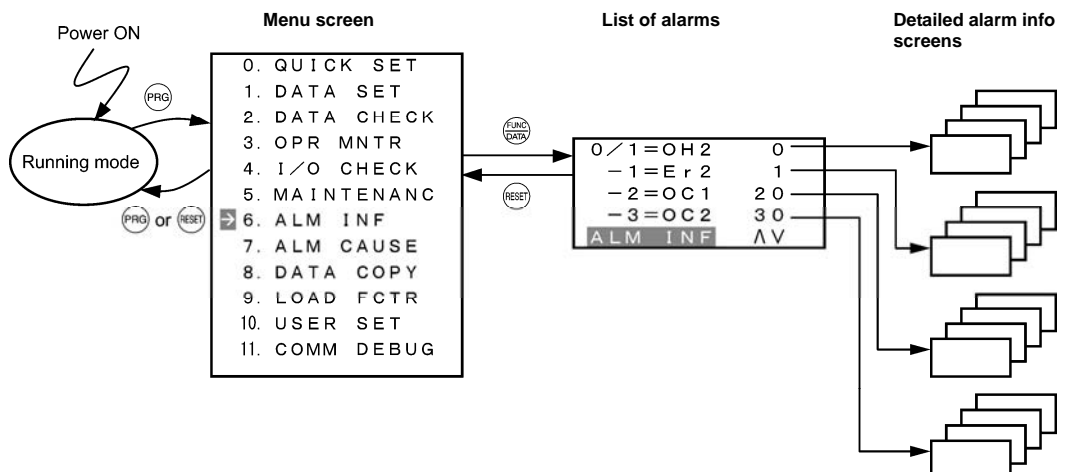 Menu screen
List of alarms
Detailed alarm info
screens
Power ON
PRG
Running mode
PRG or RESET
0. QUICK SET
1. DATA SET
2. DATA CHECK
3. OPR MNTR
4. I/O CHECK
5. MAINTENANC
→ 6. ALM INF
7. ALM CAUSE
8. DATA COPY
9. LOAD FCTR
10. USER SET
11. COMM DEBUG
FUNC
DATA
RESET
0/1=OH2 0
-1=Er2 1
-2=OC1 20
-3=OC2 30
ALM INF ∧∨